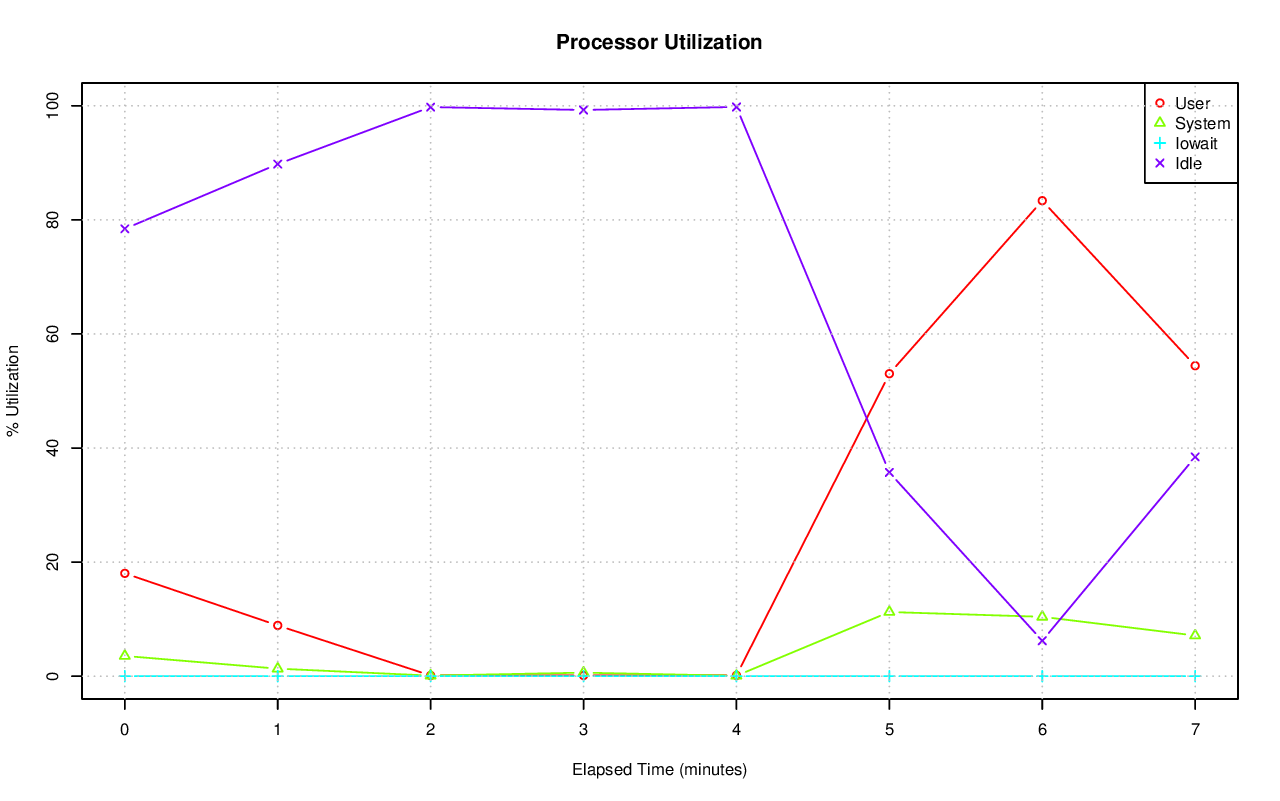 Processor Utilization
User
System
Iowait
Idle
100
80
60
40
20
0
% Utilization
0 1 2 3 4 5 6 7
Elapsed Time (minutes)